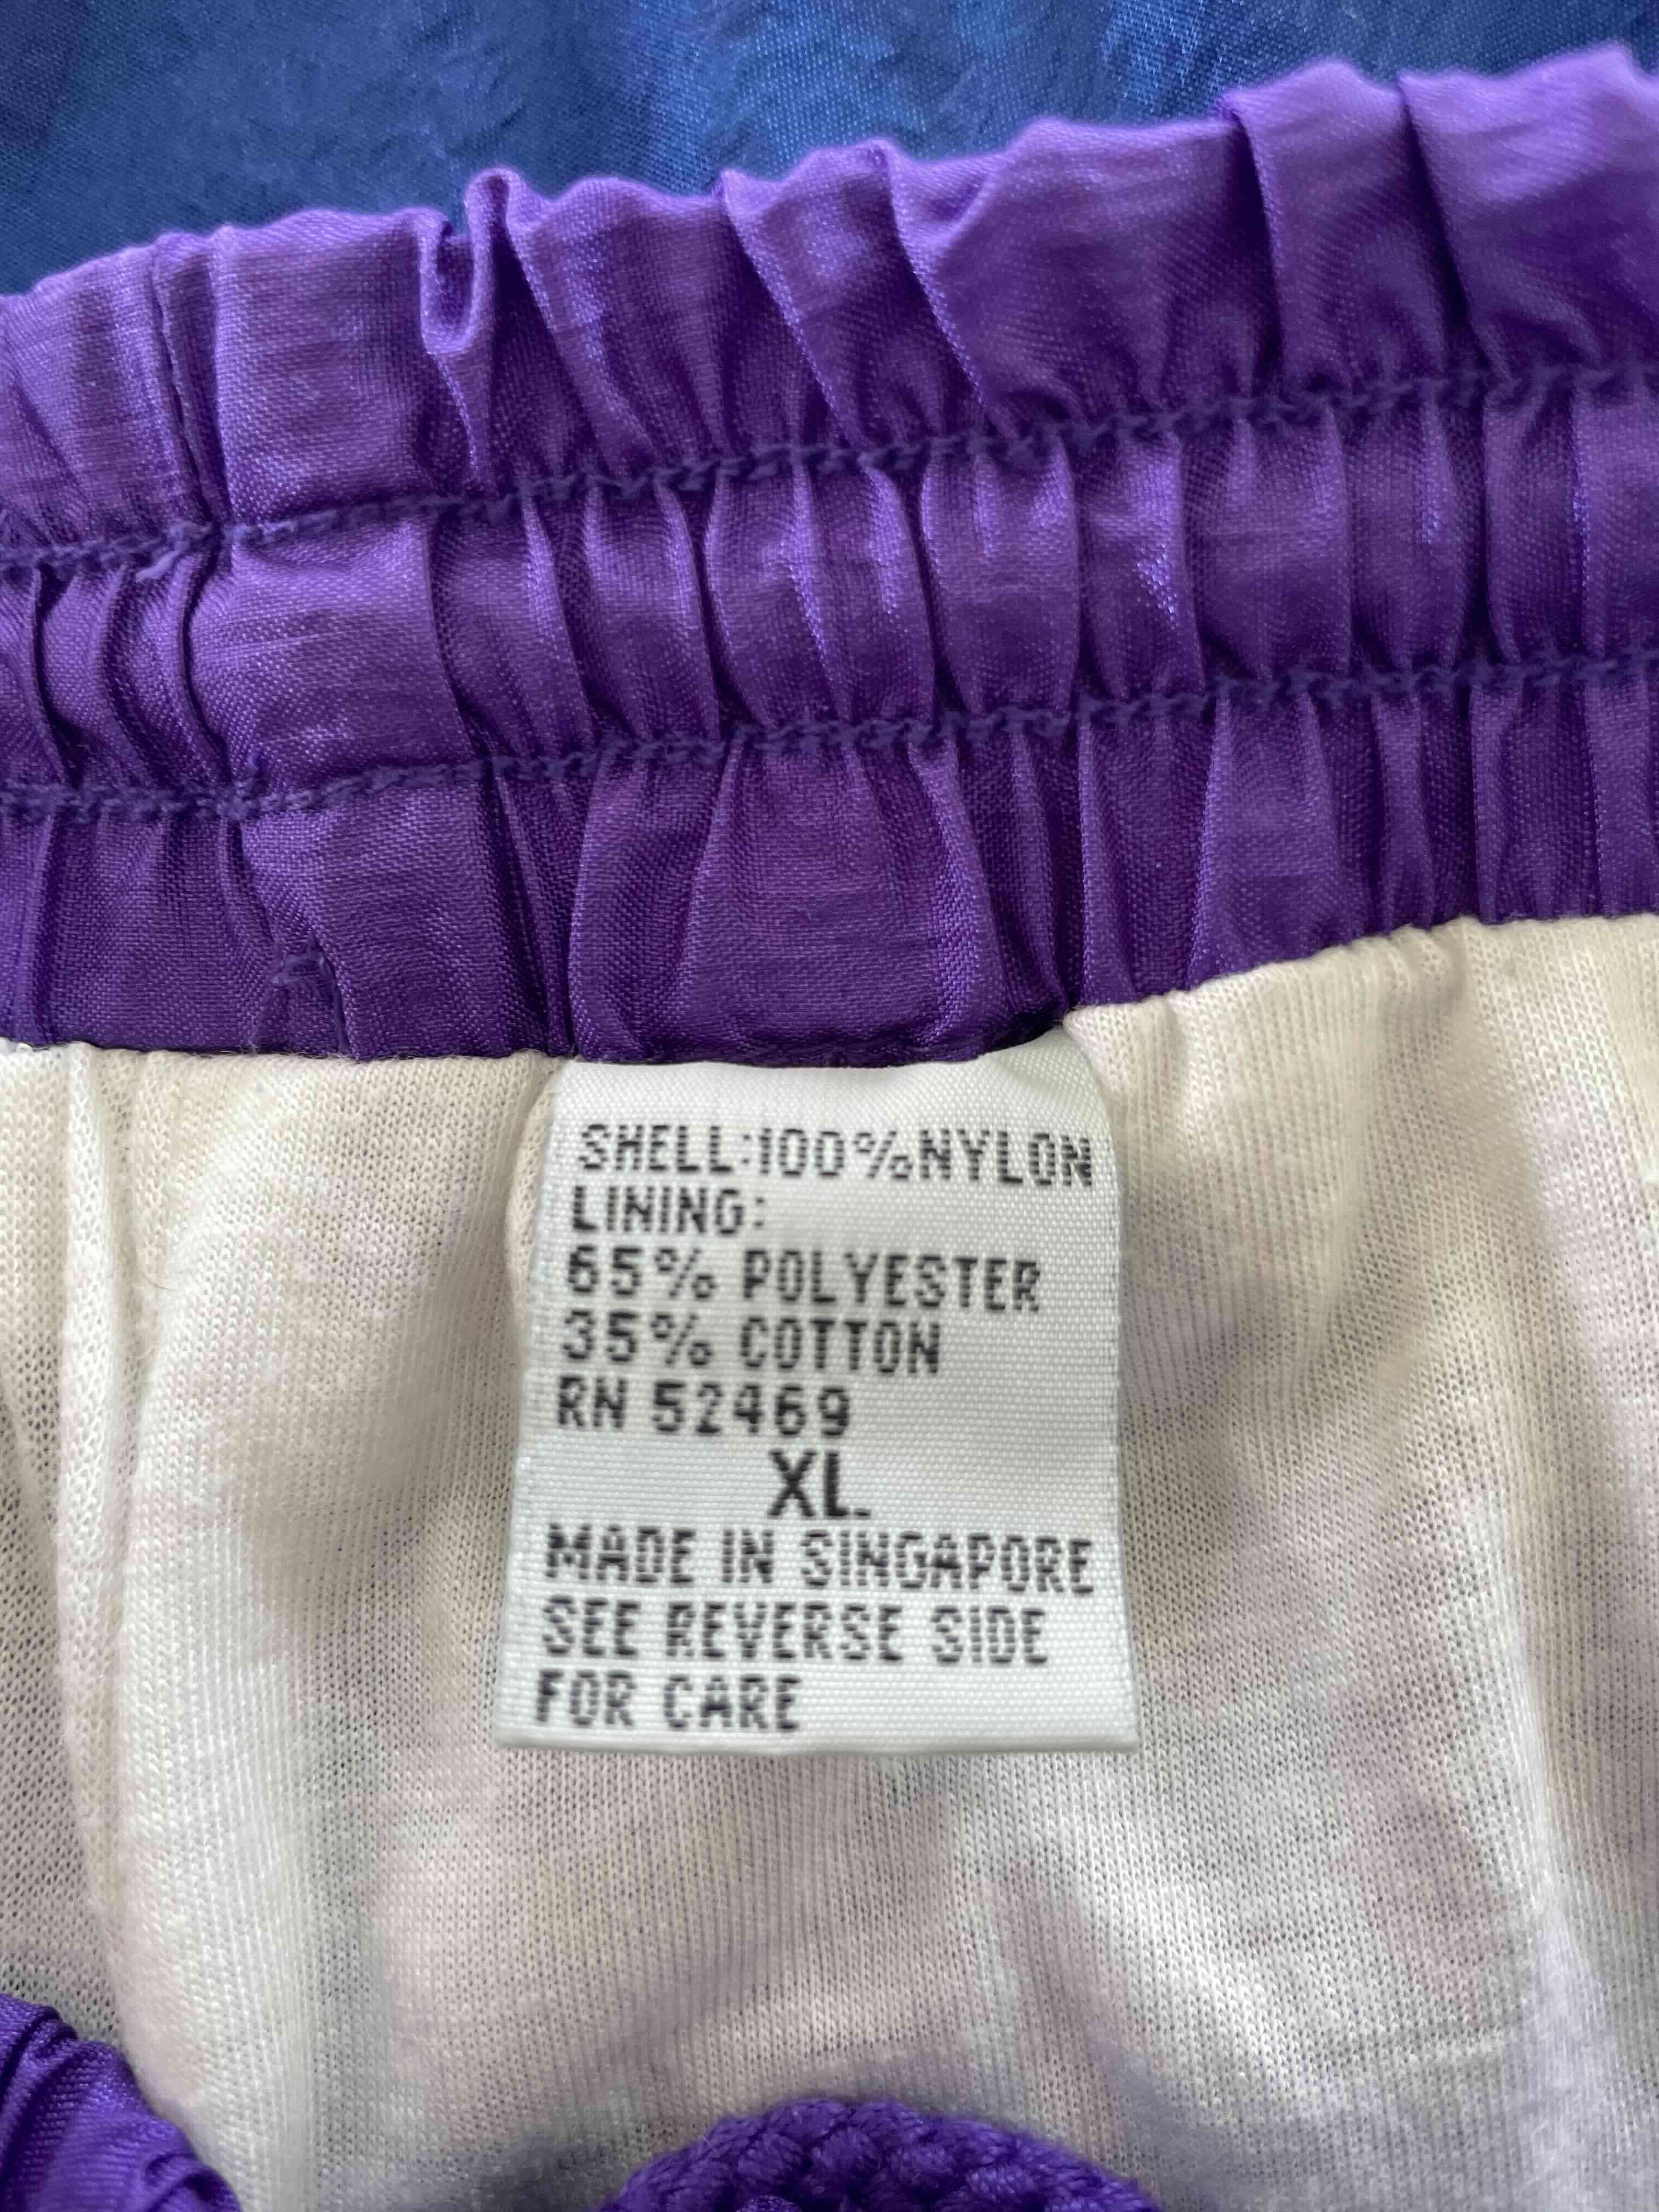 SHELL:100%NYLON
LINING:
65% POLYESTER
35% COTTON
RN 52469
XL
MADE IN SINGAPORE
SEE REVERSE SIDE
FOR CARE